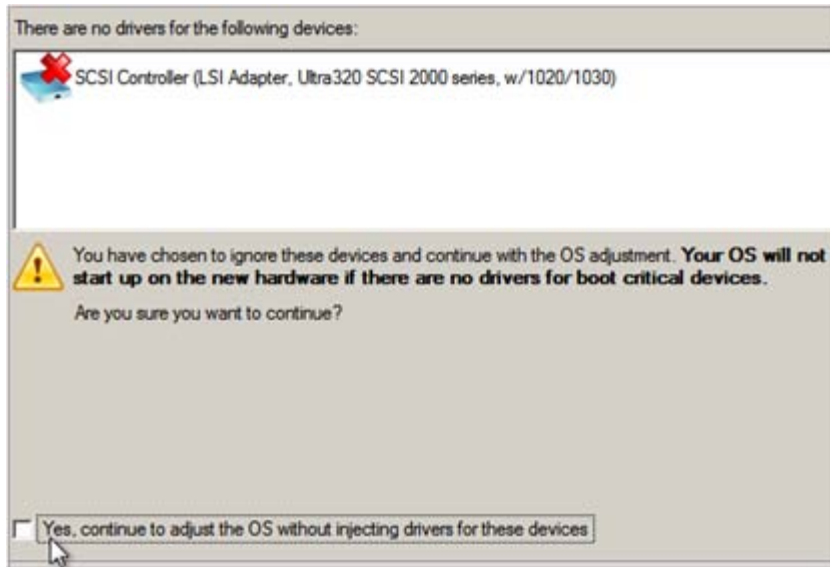 There are no drivers for the following devices:
SCSI Controller (LSI Adapter, Ultra320 SCSI 2000 series, w/1020/1030)
You have chosen to ignore these devices and continue with the OS adjustment. Your OS will not
start up on the new hardware if there are no drivers for boot critical devices.
Are you sure you want to continue?
Yes, continue to adjust the OS without injecting drivers for these devices